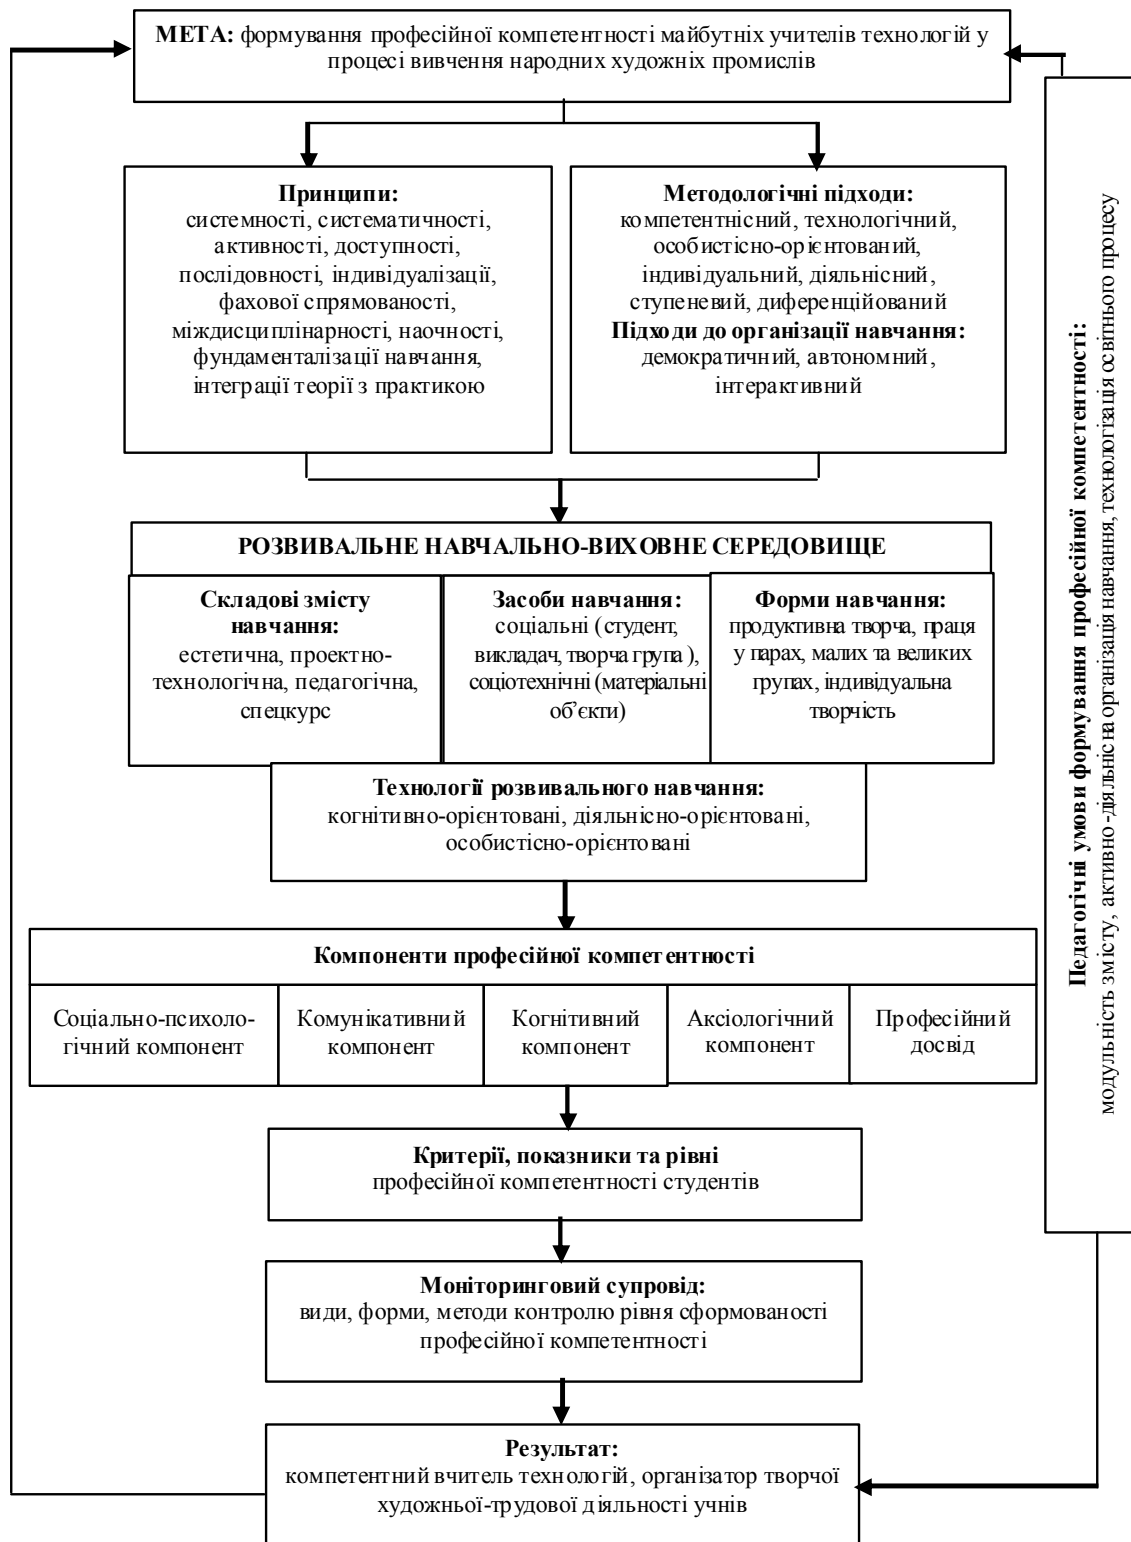 МЕТА: формування професійної компетентності майбутніх учителів технологій у
процесі вивчення народних художніх промислів
Принципи:
системності, систематичності,
активності, доступності,
послідовності, індивідуалізації,
фахової спрямованості,
міждисциплінарності, наочності,
фундаменталізації навчання,
інтеграції теорії з практикою
Методологічні підходи:
компетентнісний, технологічний,
особистісно-орієнтований,
індивідуальний, діяльнісний,
ступеневий, диференційований
Підходи до організації навчання:
демократичний, автономний,
інтерактивний
РОЗВИВАЛЬНЕ НАВЧАЛЬНО-ВИХОВНЕ СЕРЕДОВИЩЕ
Складові змісту
навчання:
естетична, проектно-
технологічна, педагогічна,
спецкурс
Засоби навчання:
соціальні (студент,
викладач, творча група ),
соціотехнічні (матеріальні
об’єкти)
Форми навчання:
продуктивна творча, праця
у парах, малих та великих
групах, індивідуальна
творчість
Технології розвивального навчання:
когнітивно-орієнтовані, діяльнісно-орієнтовані,
особистісно-орієнтовані
Компоненти професійної компетентності
Соціально-психоло-
гічний компонент
Комунікативний
компонент
Когнітивний
компонент
Аксіологічний
компонент
Професійний
досвід
Критерії, показники та рівні
професійної компетентності студентів
Моніторинговий супровід:
види, форми, методи контролю рівня сформованості
професійної компетентності
Результат:
компетентний вчитель технологій, організатор творчої
художньої-трудової діяльності учнів
Педагогічні умови формування професійної компетентності:
модульність змісту, активно-діяльнісна організація навчання, технологізація освітнього процесу